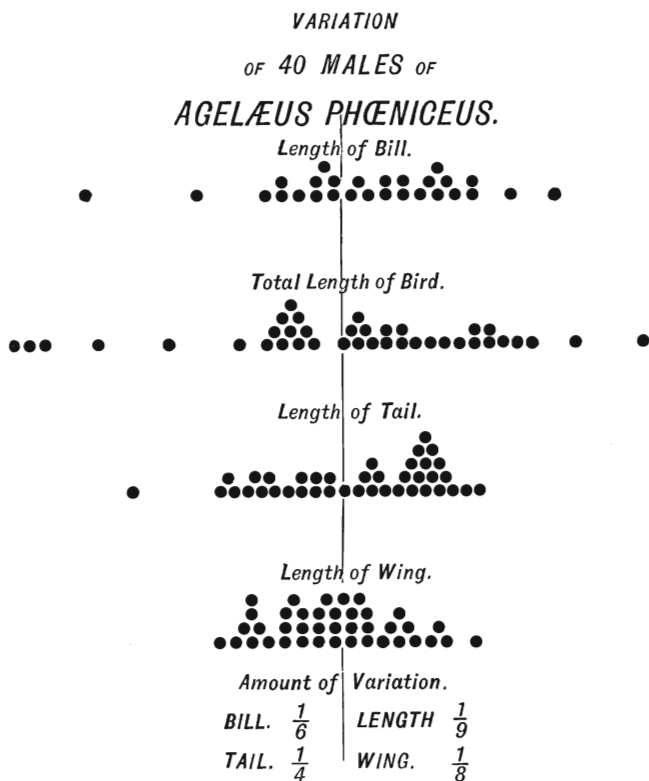 VARIATION
OF 40 MALES OF
AGELÆUS PHŒNICEUS.
Length of Bill.
Total Length of Bird.
Length of Tail.
Length of Wing.
Amount of Variation.
BILL. 1/6 LENGTH 1/9
TAIL. 1/4 WING. 1/8